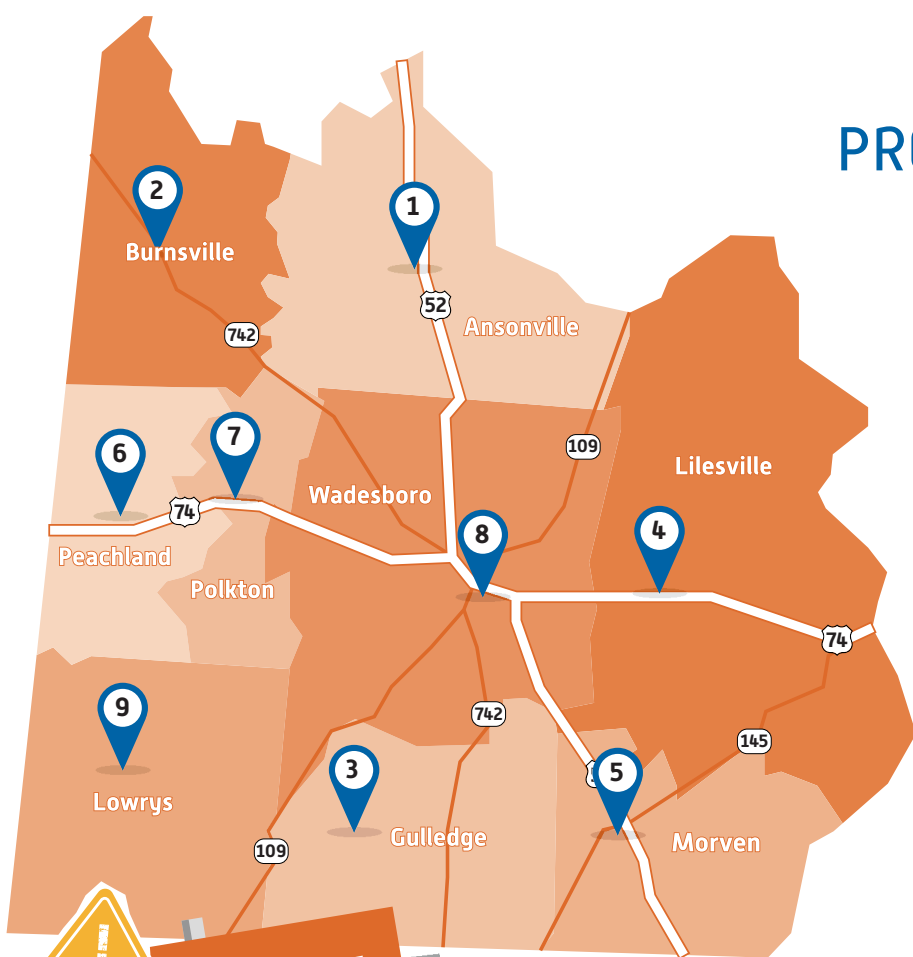 PR
2
Burnsville
1
52
Ansonville
742
109
Lilesville
6
7
74
Wadesboro
8
4
Peachland
Polkton
74
9
742
145
3
5
Lowrys
Gulledge
109
Morven